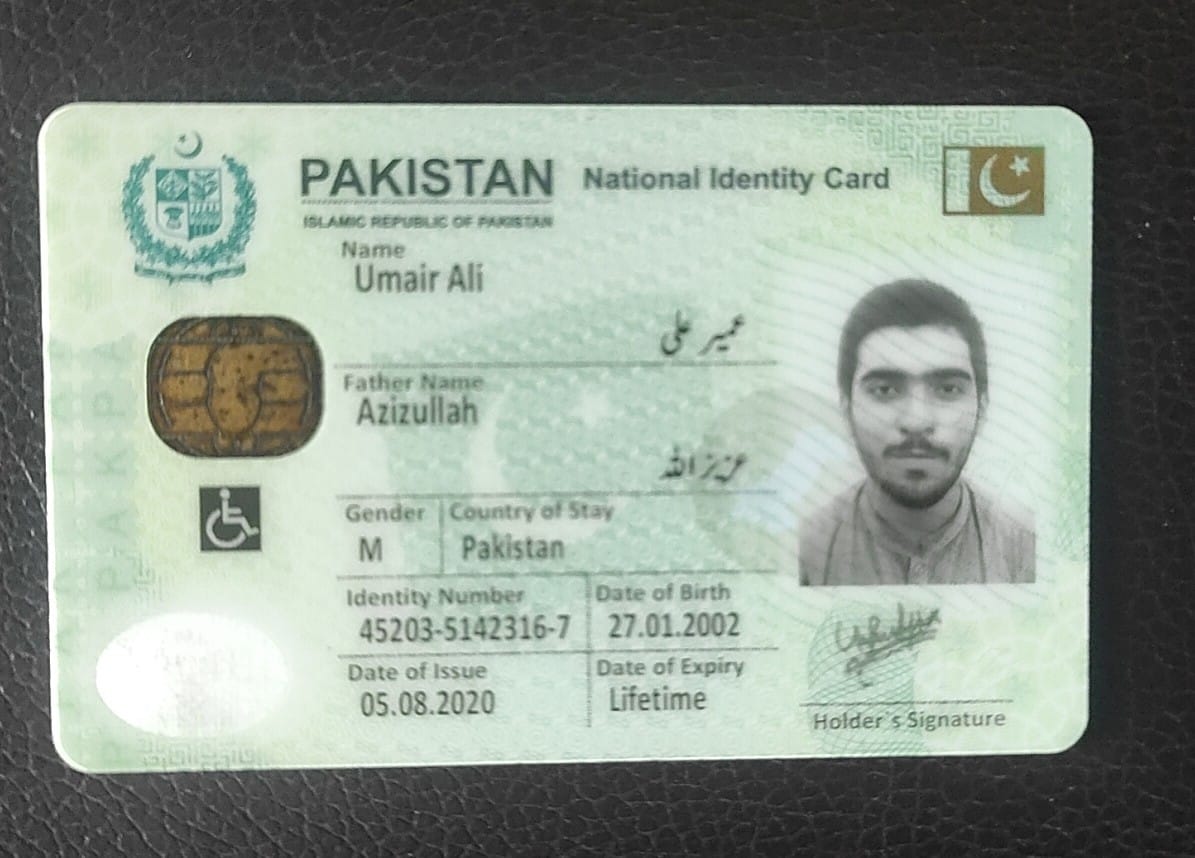 PAKISTAN National Identity Card
ISLAMIC REPUBLIC OF PAKISTAN
Name
Umair Ali
عمیر علی
Father Name
Azizullah
عزیز اللہ
Gender Country of Stay
M Pakistan
Identity Number Date of Birth
45203-5142316-7 27.01.2002
Date of Issue Date of Expiry
05.08.2020 Lifetime
Holder`s Signature